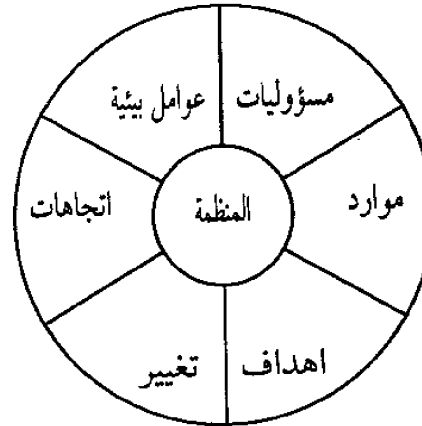 مسؤوليات
عوامل بيئية
موارد
المنظمة
اتجاهات
اهداف
تغيير